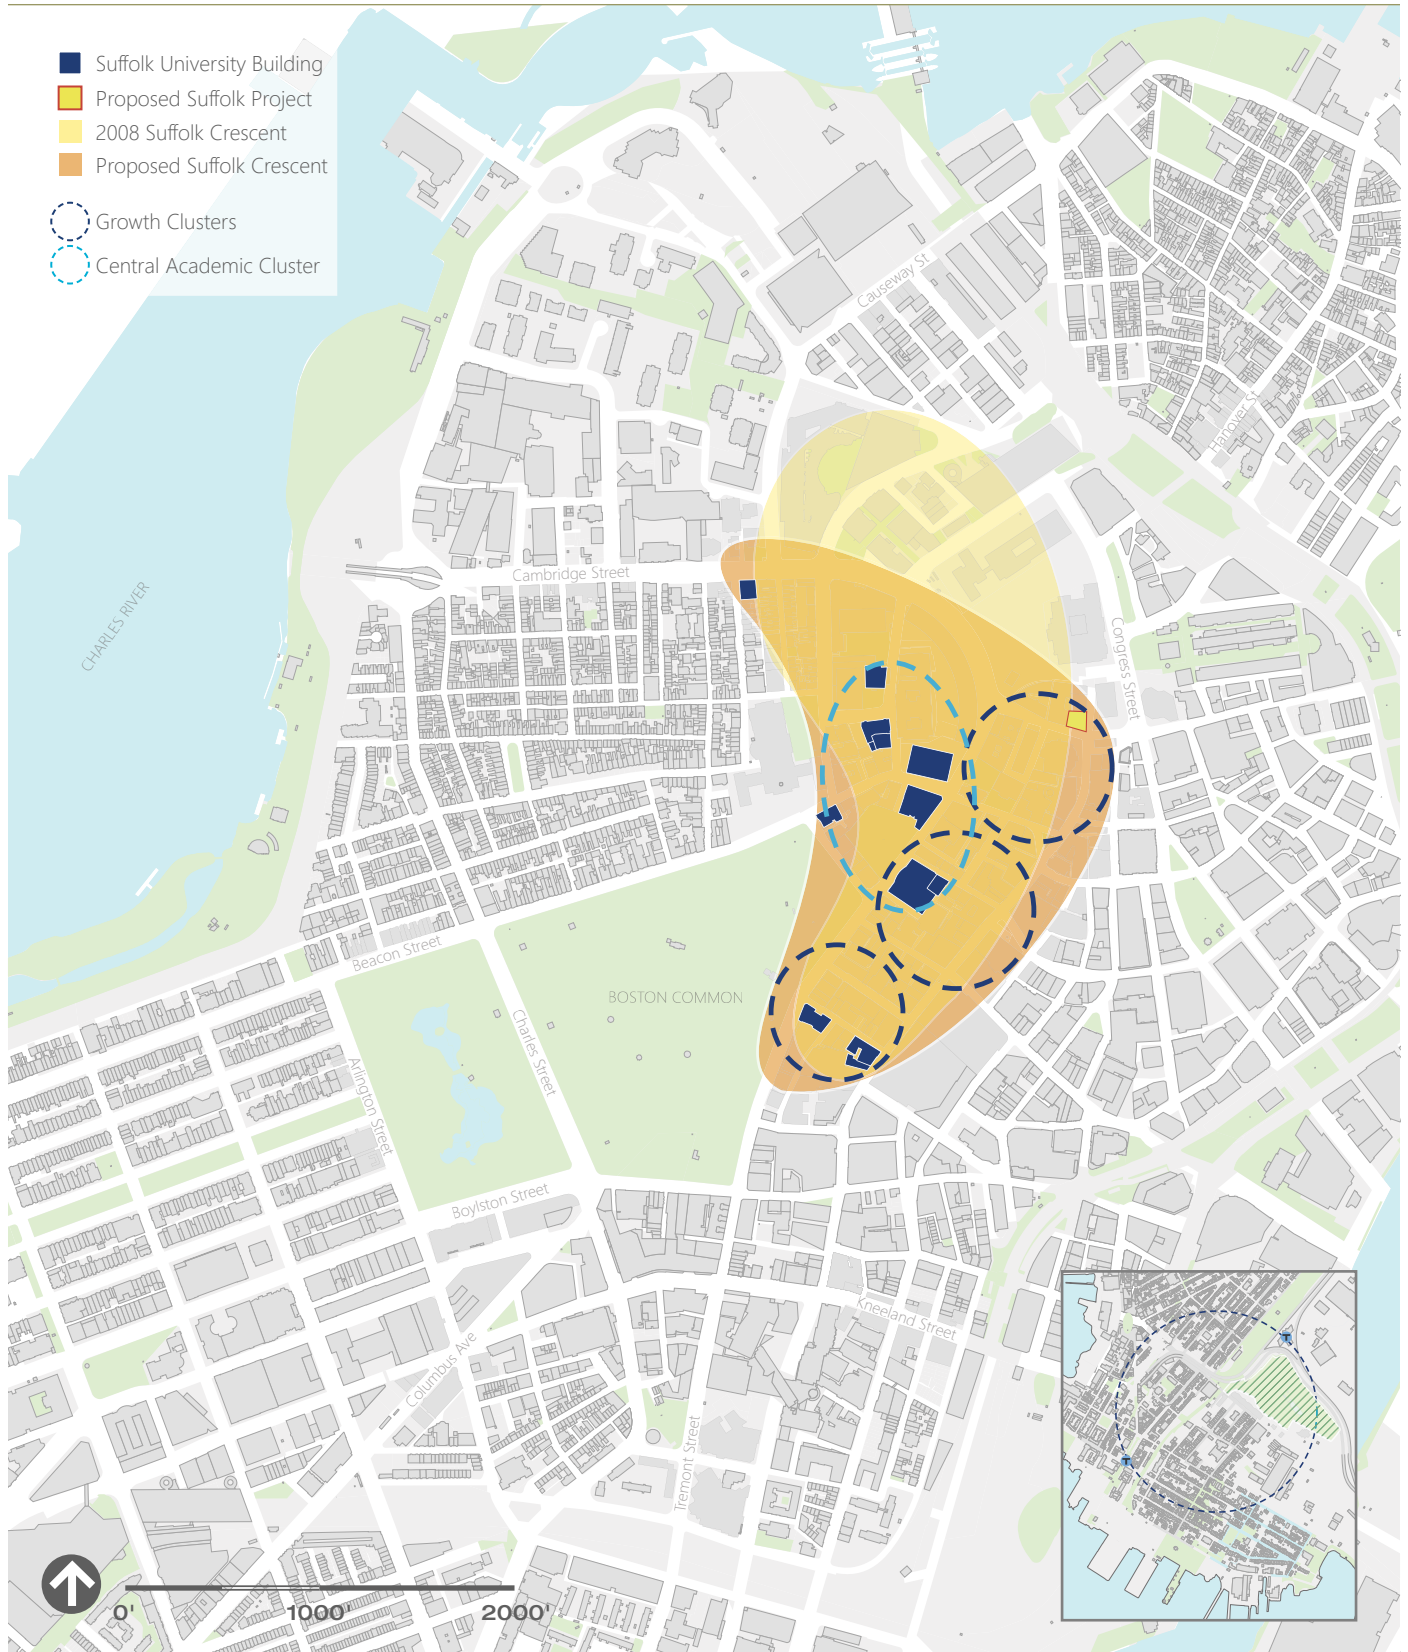 Suffolk University Building
Proposed Suffolk Project
2008 Suffolk Crescent
Proposed Suffolk Crescent
Growth Clusters
Central Academic Cluster
Causeway St
Hanover St
Cambridge Street
CHARLES RIVER
Congress Street
Beacon Street
BOSTON COMMON
Charles Street
Arlington Street
Boylston Street
Kneeland Street
Columbus Ave
Tremont Street
T
T
0' 1000' 2000'